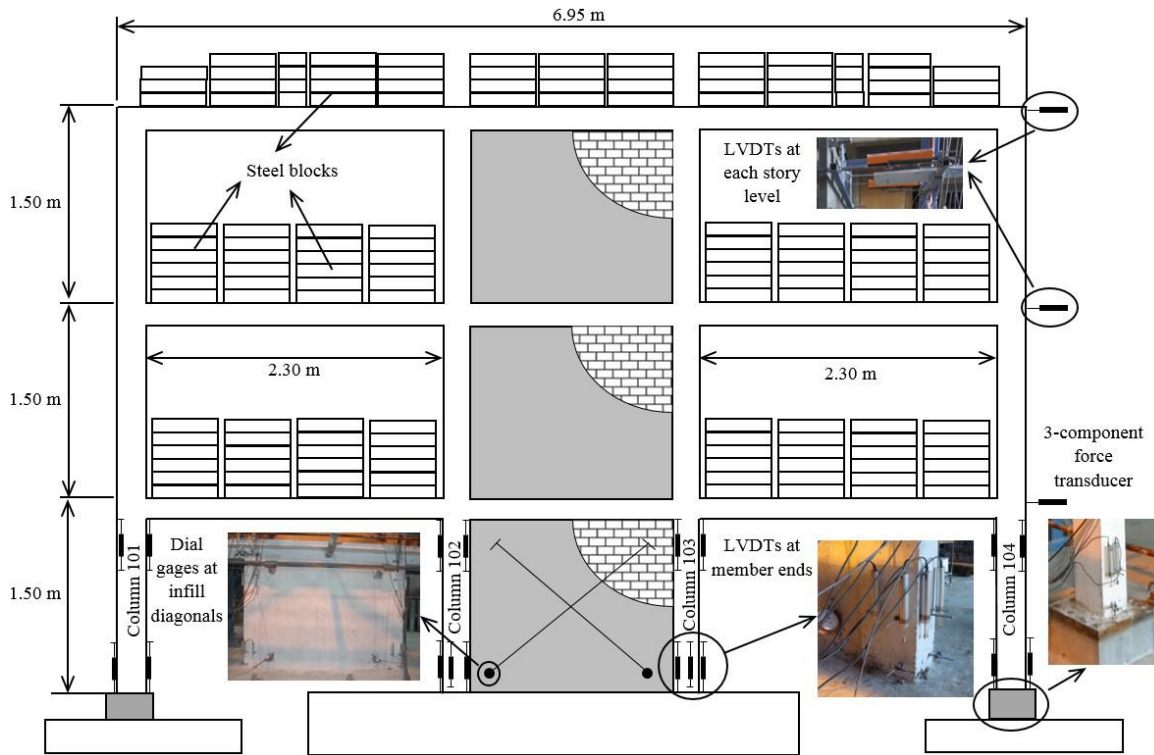 6.95 m
1.50 m
Steel blocks
LVDTs at
each story
level
1.50 m
2.30 m
2.30 m
3-component
force
transducer
1.50 m
Column 101
Dial
gages at
infill
diagonals
Column 102
Column 103
LVDTs at
member ends
Column 104